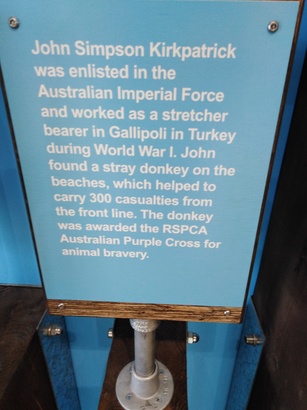 John Simpson Kirkpatrick
was enlisted in the
Australian Imperial Force
and worked as a stretcher
bearer in Gallipoli in Turkey
during World War I. John
found a stray donkey on the
beaches, which helped to
carry 300 casualties from
the front line. The donkey
was awarded the RSPCA
Australian Purple Cross for
animal bravery.